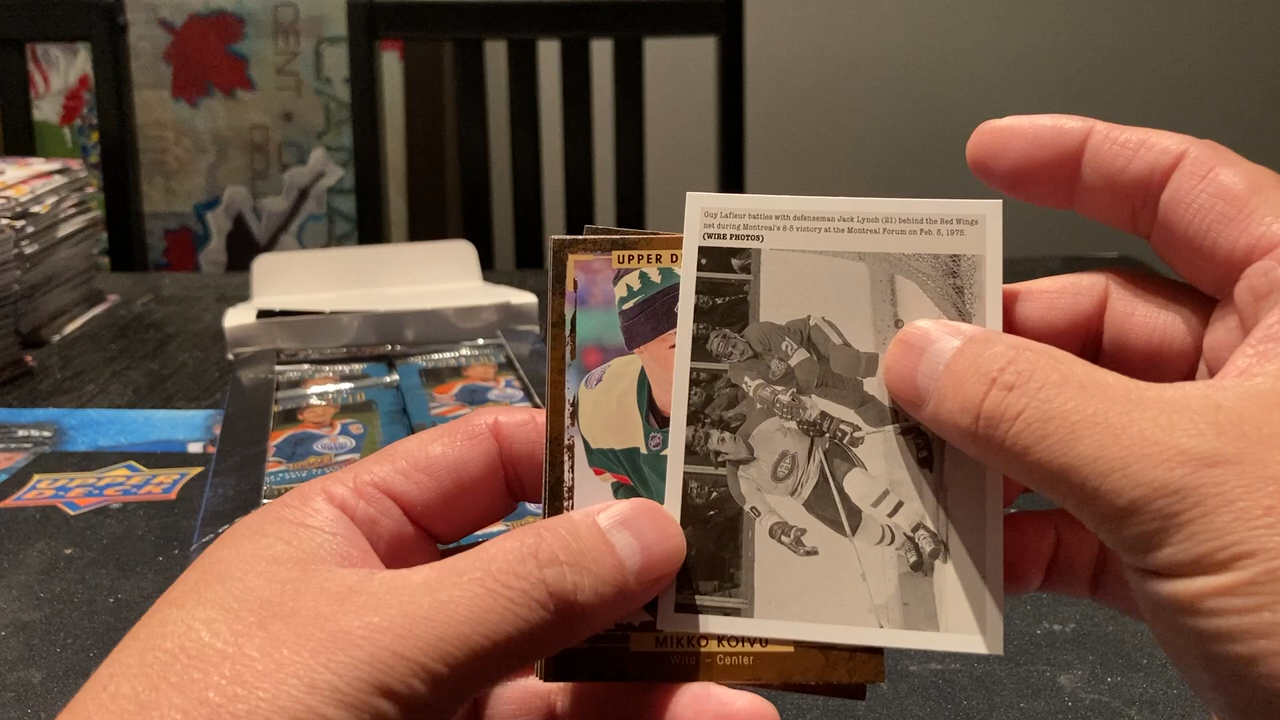 Guy Lafleur battles with defenseman Jack Lynch (21) behind the Red Wings
net during Montreal's 8-5 victory at the Montreal Forum on Feb. 5, 1975.
(WIRE PHOTOS)
UPPER D
MIKKO KOIVU
Wild – Center
UPPER
DECK
CENT